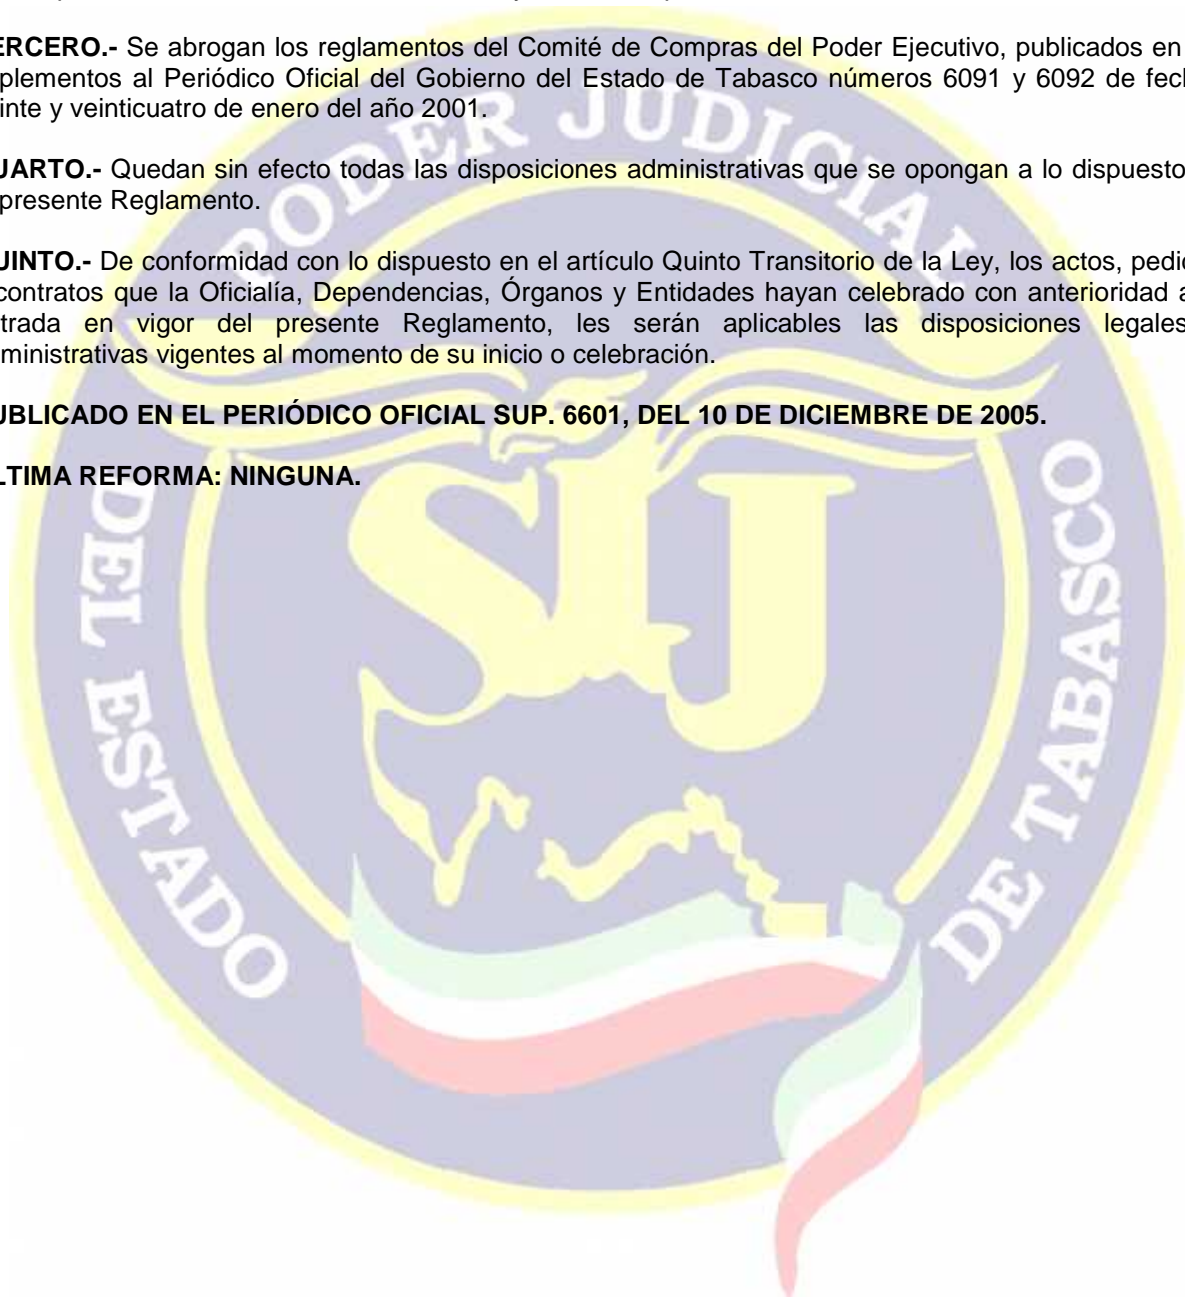 ERCERO.- Se abrogan los reglamentos del Comité de Compras del Poder Ejecutivo, publicados en
plementos al Periódico Oficial del Gobierno del Estado de Tabasco números 6091 y 6092 de fech
inte y veinticuatro de enero del año 2001.
UARTO.- Quedan sin efecto todas las disposiciones administrativas que se opongan a lo dispuesto
presente Reglamento.
UINTO.- De conformidad con lo dispuesto en el artículo Quinto Transitorio de la Ley, los actos, pedid
contratos que la Oficialía, Dependencias, Órganos y Entidades hayan celebrado con anterioridad a
trada en vigor del presente Reglamento, les serán aplicables las disposiciones legales
ministrativas vigentes al momento de su inicio o celebración.
UBLICADO EN EL PERIÓDICO OFICIAL SUP. 6601, DEL 10 DE DICIEMBRE DE 2005.
LTIMA REFORMA: NINGUNA.
PODER JUDICIAL
DEL ESTADO
DE TABASCO
SIJ